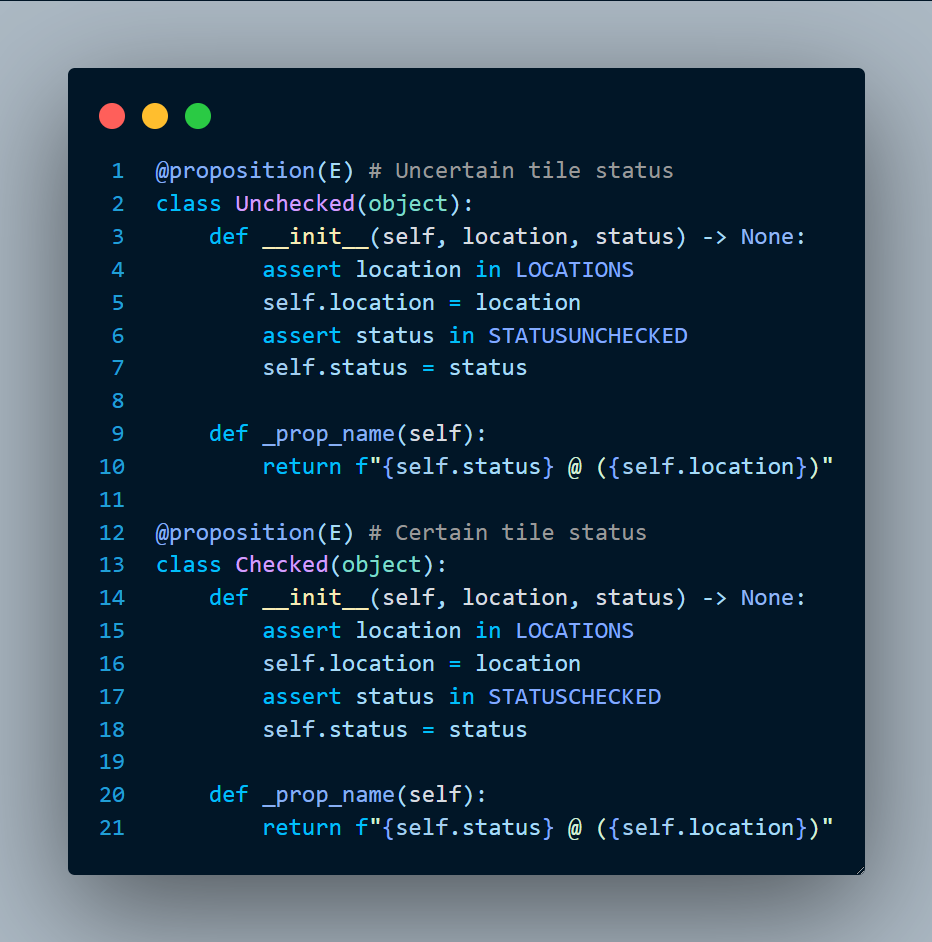 1 @proposition(E) # Uncertain tile status
2 class Unchecked(object):
3     def __init__(self, location, status) -> None:
4         assert location in LOCATIONS
5         self.location = location
6         assert status in STATUSUNCHECKED
7         self.status = status
8
9     def _prop_name(self):
10         return f"{self.status} @ ({self.location})"
11
12 @proposition(E) # Certain tile status
13 class Checked(object):
14     def __init__(self, location, status) -> None:
15         assert location in LOCATIONS
16         self.location = location
17         assert status in STATUSCHECKED
18         self.status = status
19
20     def _prop_name(self):
21         return f"{self.status} @ ({self.location})"